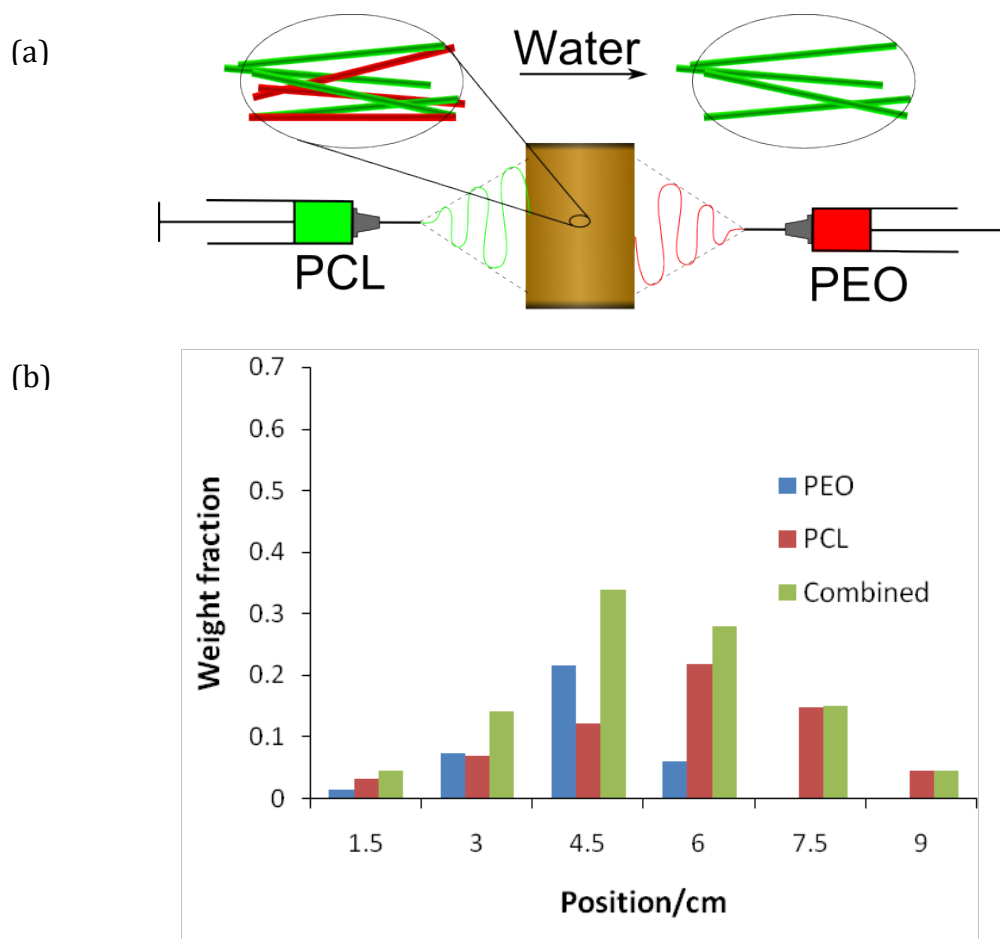 (a)
Water
PCL
PEO
(b)
0.7
0.6
0.5
0.4
0.3
0.2
0.1
0
Weight fraction
PEO
PCL
Combined
1.5 3 4.5 6 7.5 9
Position/cm